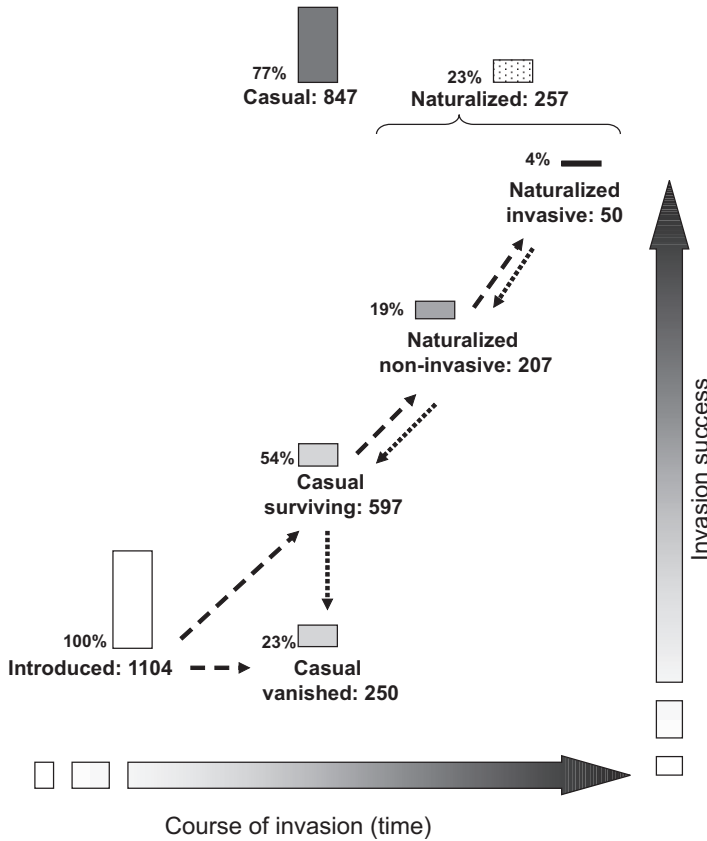 77%
Casual: 847
23%
Naturalized: 257
4%
Naturalized
invasive: 50
19%
Naturalized
non-invasive: 207
54%
Casual
surviving: 597
100%
Introduced: 1104
23%
Casual
vanished: 250
Invasion success
Course of invasion (time)